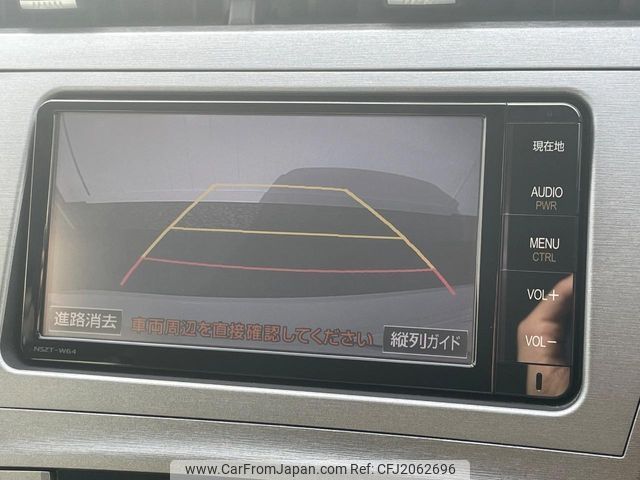 現在地
AUDIO
PWR
MENU
CTRL
VOL+
VOL-
進路消去
車両周辺を直接確認してください
縦列ガイド
NSZT-W64
www.CarFromJapan.com | CFJ2062696